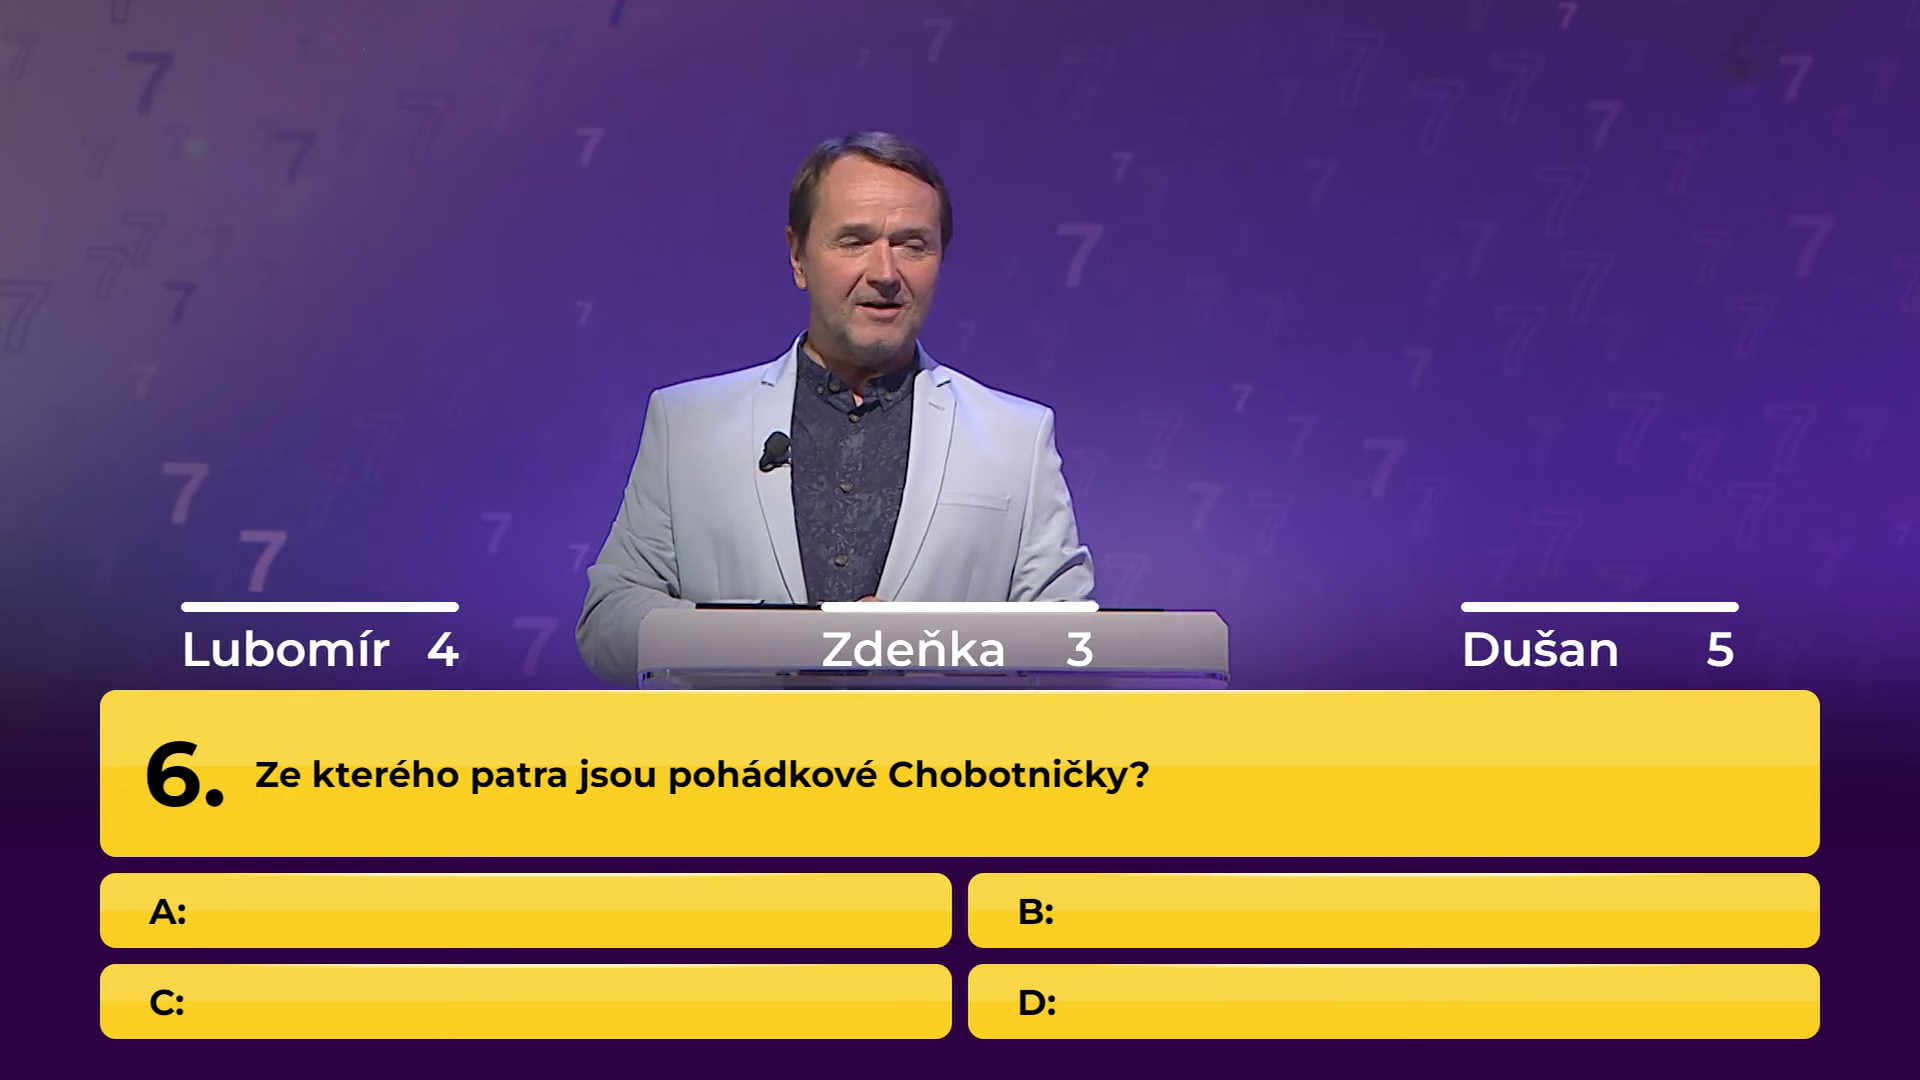 Lubomír 4
Zdeňka 3
Dušan 5
6. Ze kterého patra jsou pohádkové Chobotničky?
A:
B:
C:
D: